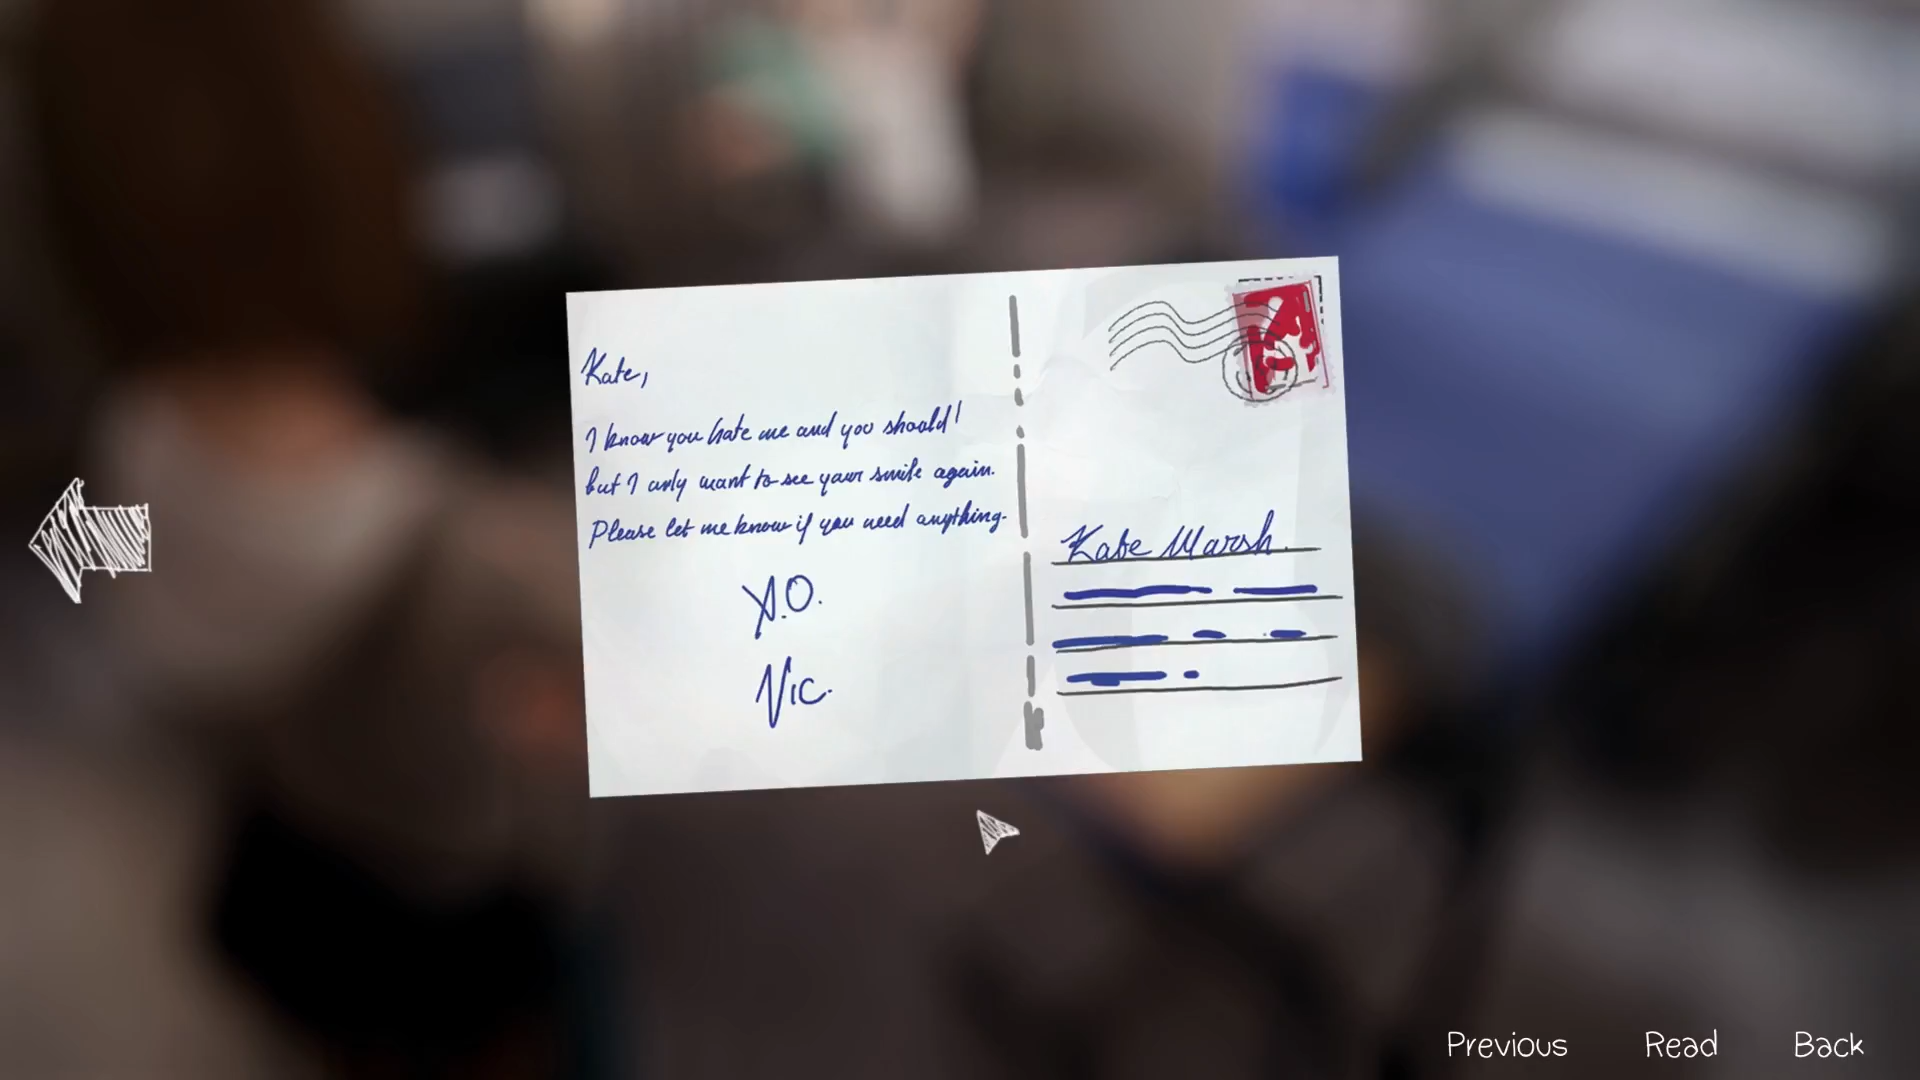 Kate,
I know you hate me and you should!
but I only want to see your smile again.
Please let me know if you need anything.
X.O.
Vic.
Kate Marsh.
Previous
Read
Back